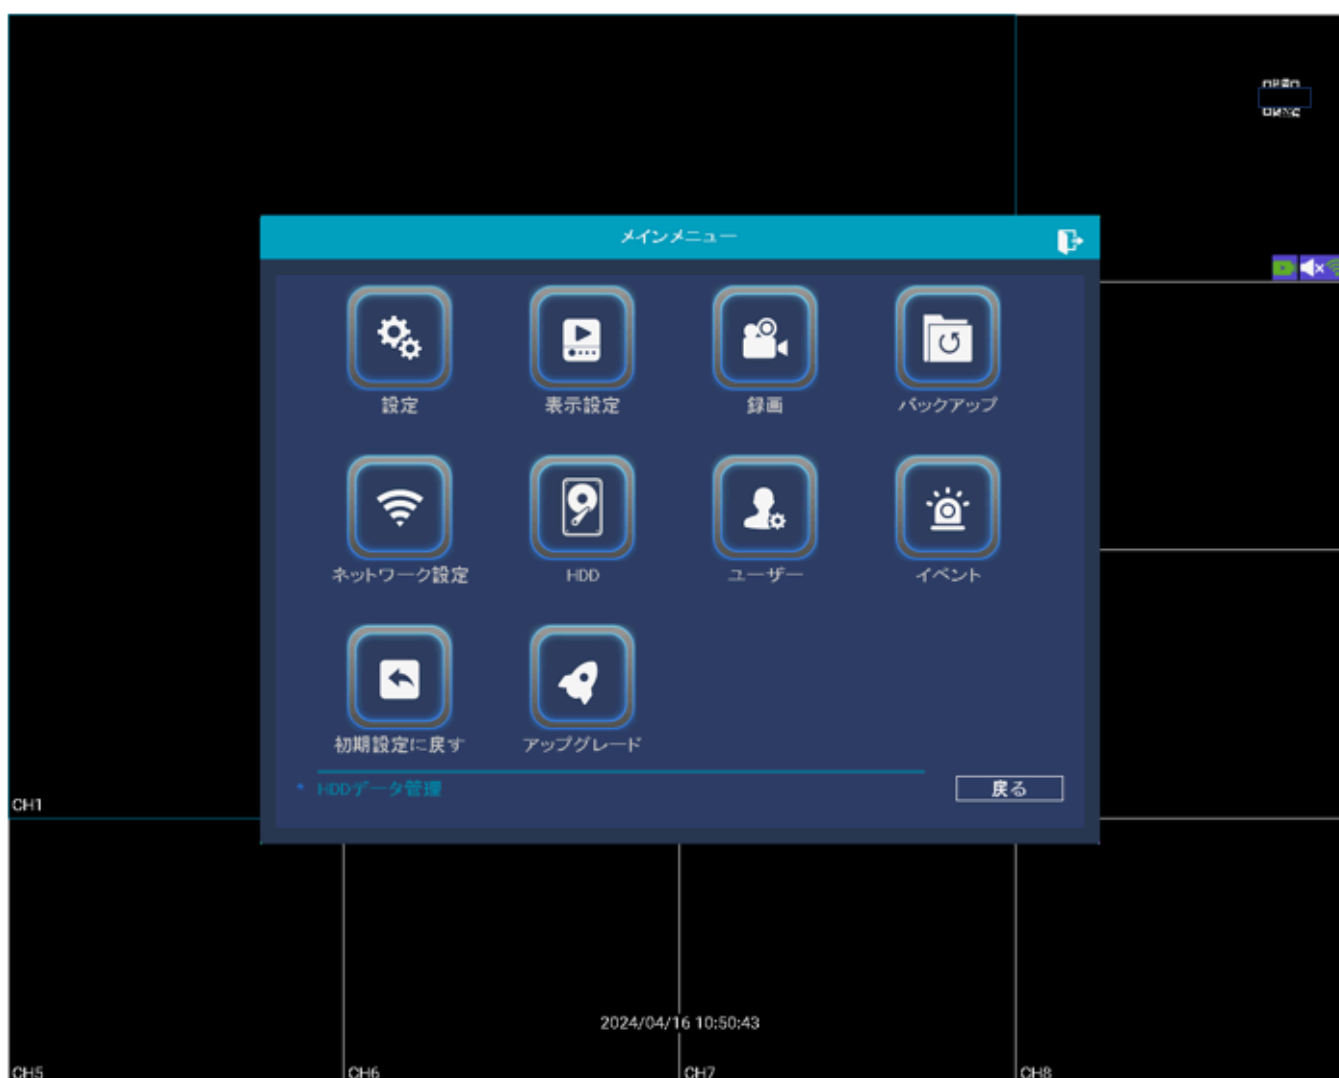 メインメニュー
設定
表示設定
録画
バックアップ
ネットワーク設定
HDD
ユーザー
イベント
初期設定に戻す
アップグレード
* HDDデータ管理
戻る
CH1
2024/04/16 10:50:43
CH5
CH6
CH7
CH8